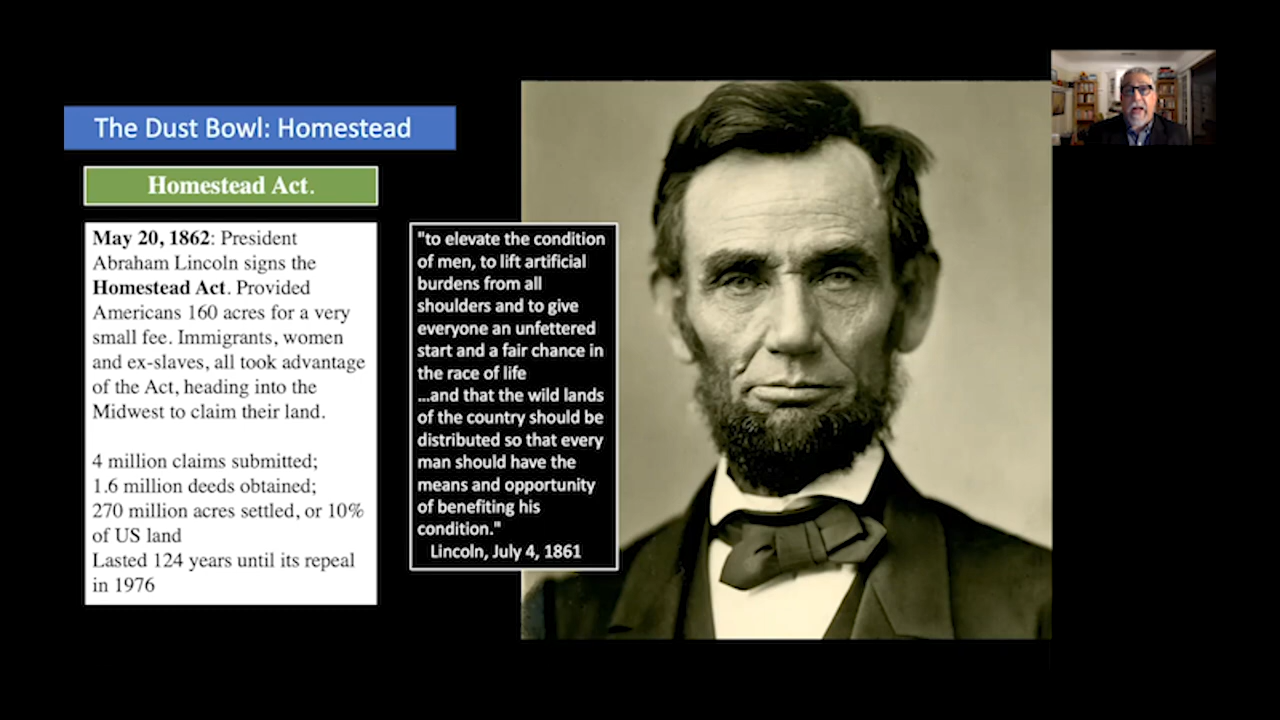 The Dust Bowl: Homestead
Homestead Act.
May 20, 1862: President
Abraham Lincoln signs the
Homestead Act. Provided
Americans 160 acres for a very
small fee. Immigrants, women
and ex-slaves, all took advantage
of the Act, heading into the
Midwest to claim their land.
4 million claims submitted;
1.6 million deeds obtained;
270 million acres settled, or 10%
of US land
Lasted 124 years until its repeal
in 1976
"to elevate the condition
of men, to lift artificial
burdens from all
shoulders and to give
everyone an unfettered
start and a fair chance in
the race of life
...and that the wild lands
of the country should be
distributed so that every
man should have the
means and opportunity
of benefiting his
condition."
Lincoln, July 4, 1861